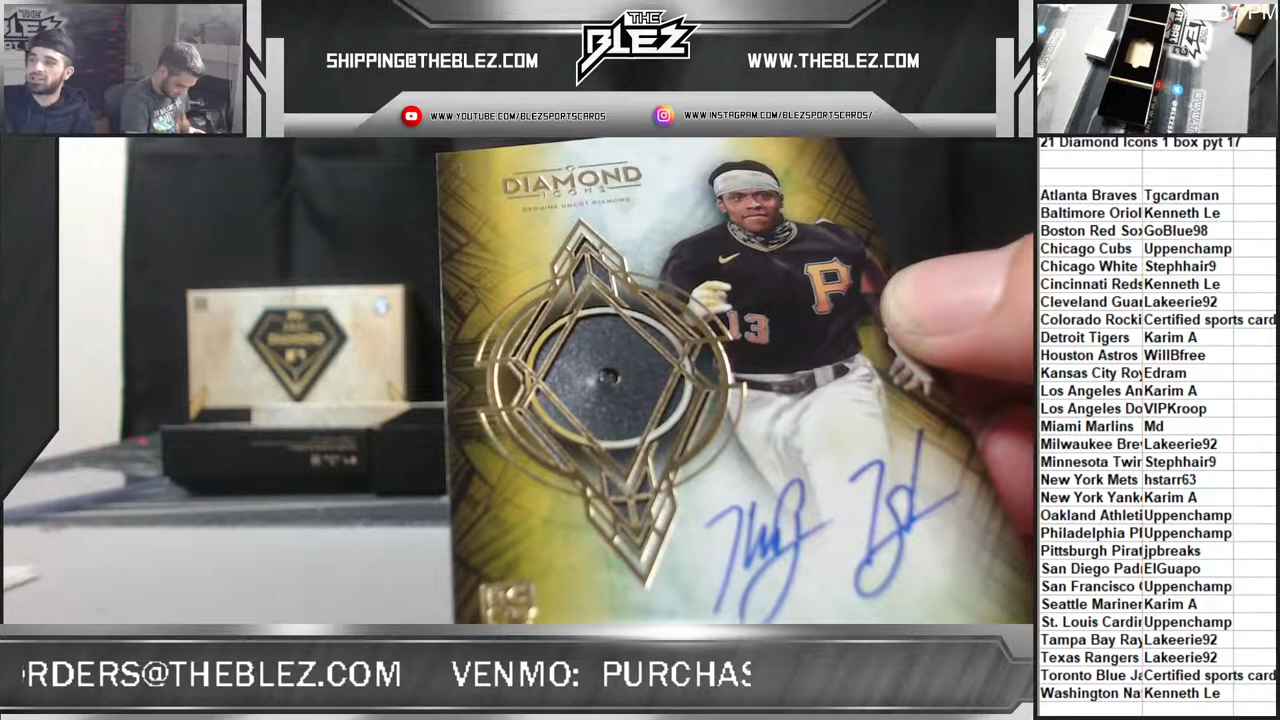 THE
BLEZ
SHIPPING@THEBLEZ.COM
WWW.THEBLEZ.COM
WWW.YOUTUBE.COM/BLEZSPORTSCARDS
WWW.INSTAGRAM.COM/BLEZSPORTSCARDS/
37 PM
DIAMOND
ICONS
GENUINE UNCUT DIAMOND
P
13
RC
DIAMOND
21 Diamond Icons 1 box pyt 17
Atlanta Braves Tgcardman
Baltimore Oriol Kenneth Le
Boston Red Sox GoBlue98
Chicago Cubs Uppenchamp
Chicago White Stephhair9
Cincinnati Reds Kenneth Le
Cleveland Guar Lakeerie92
Colorado Rocki Certified sports card
Detroit Tigers Karim A
Houston Astros WillBfree
Kansas City Roy Edram
Los Angeles An Karim A
Los Angeles Do VIPKroop
Miami Marlins Md
Milwaukee Bre Lakeerie92
Minnesota Twin Stephhair9
New York Mets hstarr63
New York Yank Karim A
Oakland Athleti Uppenchamp
Philadelphia Pl Uppenchamp
Pittsburgh Pirat jpbreaks
San Diego Padi ElGuapo
San Francisco Uppenchamp
Seattle Mariner Karim A
St. Louis Cardin Uppenchamp
Tampa Bay Ray Lakeerie92
Texas Rangers Lakeerie92
Toronto Blue Ja Certified sports card
Washington Na Kenneth Le
RDERS@THEBLEZ.COM VENMO: PURCHAS